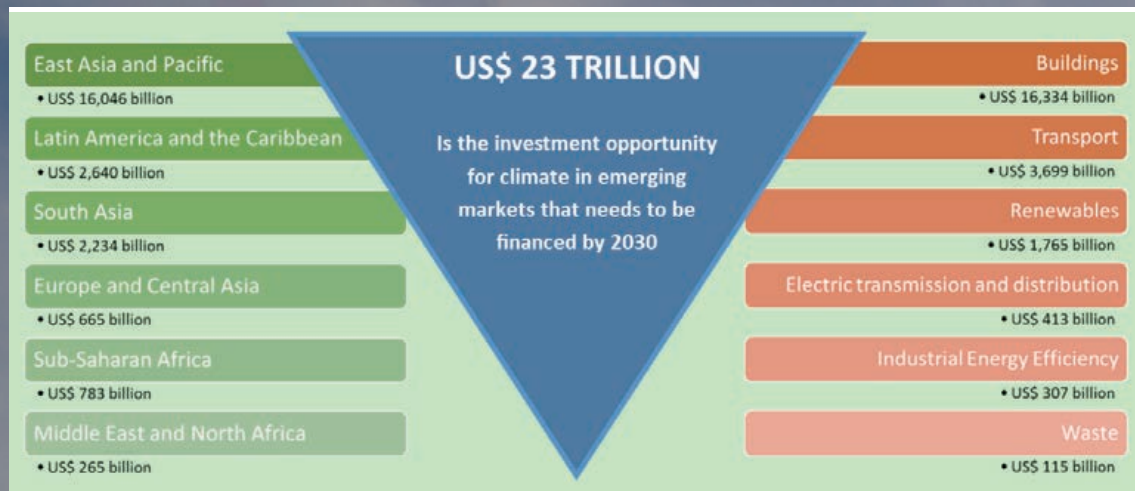 East Asia and Pacific
• US$ 16,046 billion
Latin America and the Caribbean
• US$ 2,640 billion
South Asia
• US$ 2,234 billion
Europe and Central Asia
• US$ 665 billion
Sub-Saharan Africa
• US$ 783 billion
Middle East and North Africa
• US$ 265 billion
US$ 23 TRILLION
Is the investment opportunity
for climate in emerging
markets that needs to be
financed by 2030
Buildings
• US$ 16,334 billion
Transport
• US$ 3,699 billion
Renewables
• US$ 1,765 billion
Electric transmission and distribution
• US$ 413 billion
Industrial Energy Efficiency
• US$ 307 billion
Waste
• US$ 115 billion